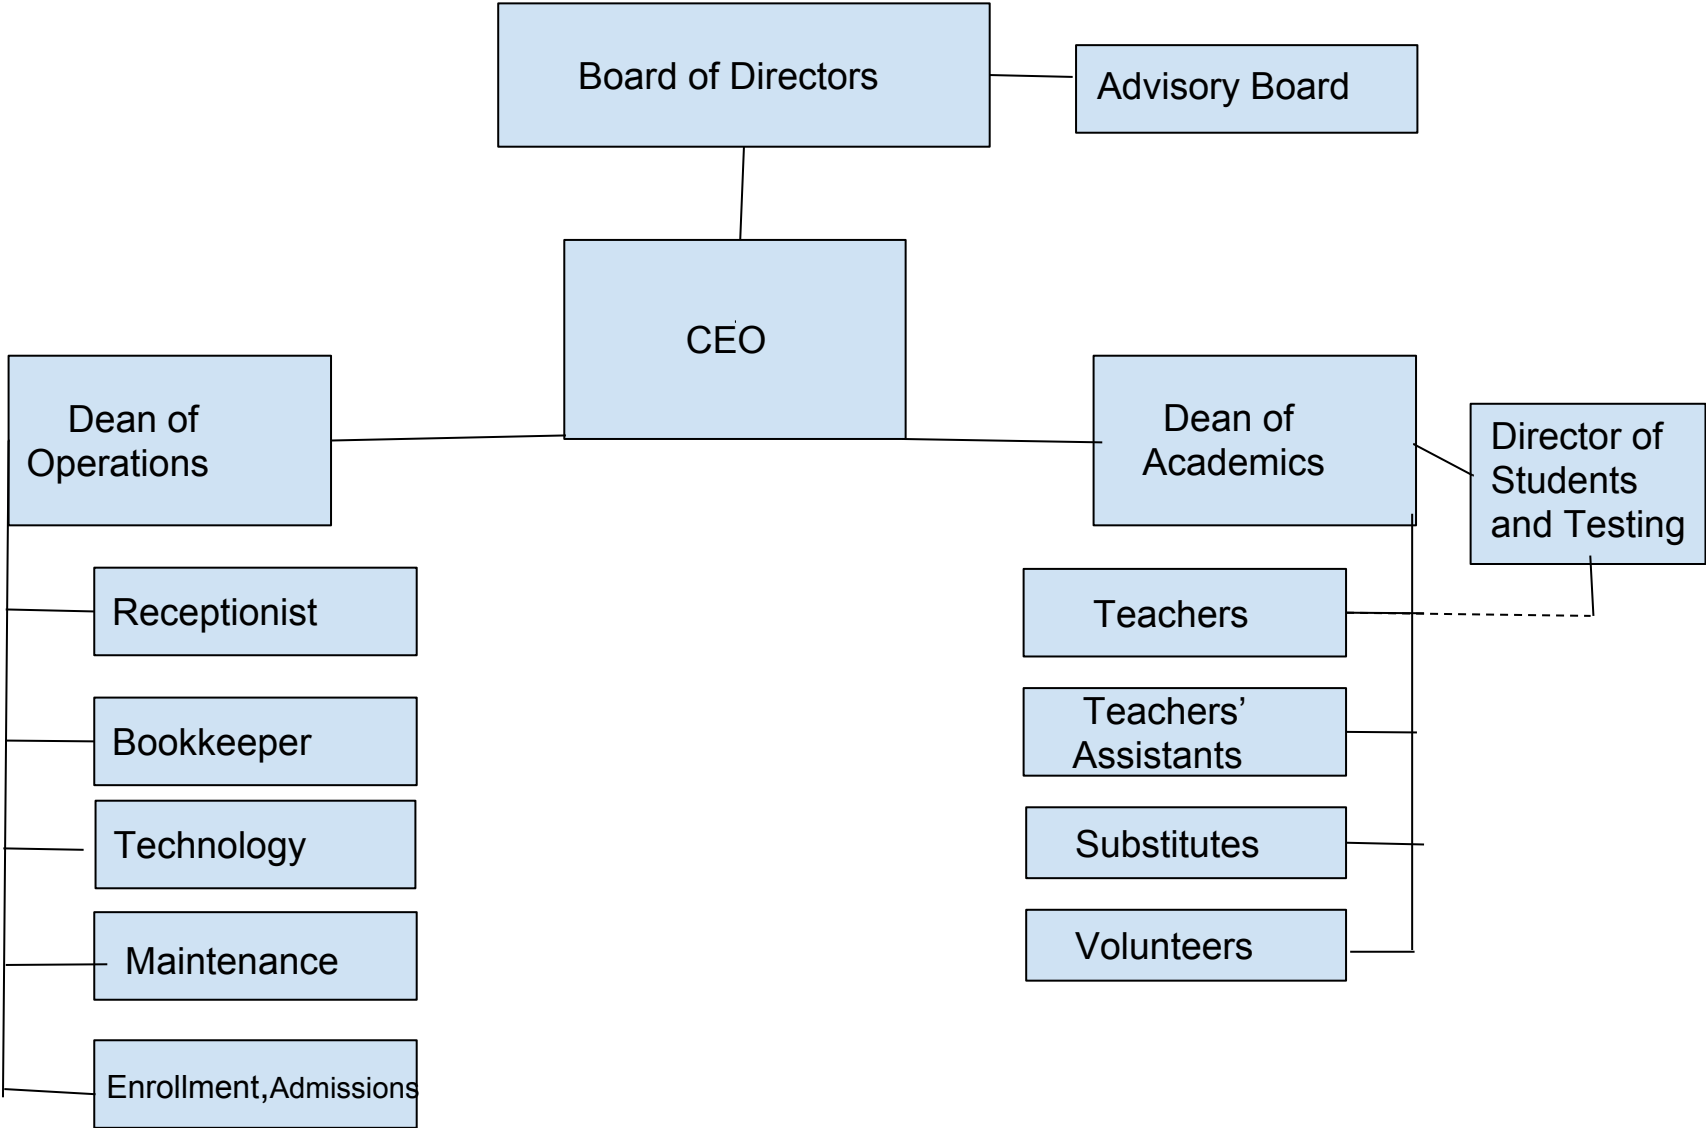 Board of Directors
Advisory Board
CEO
Dean of
Operations
Dean of
Academics
Director of
Students
and Testing
Receptionist
Bookkeeper
Technology
Maintenance
Enrollment,Admissions
Teachers
Teachers’
Assistants
Substitutes
Volunteers